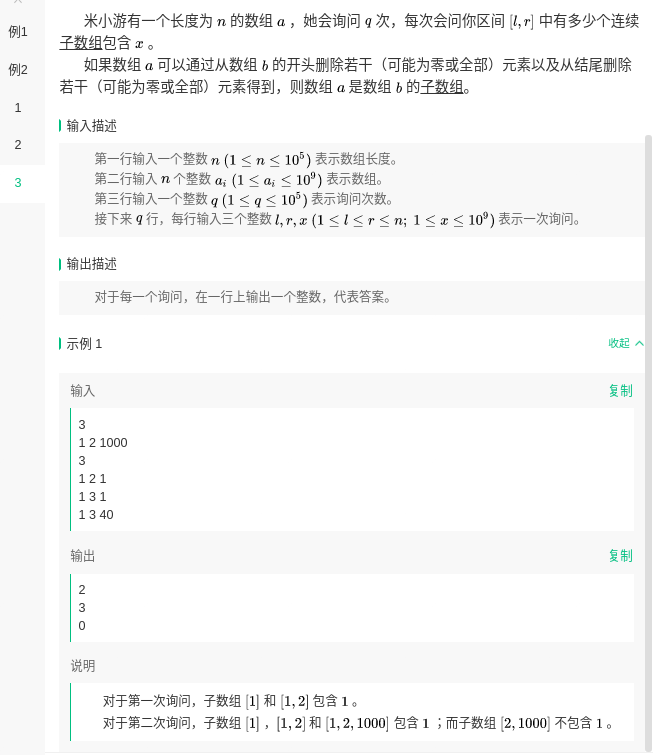 例1
例2
1
2
3
米小游有一个长度为 n 的数组 a ，她会询问 q 次，每次会问你区间 [l, r] 中有多少个连续
子数组包含 x 。
如果数组 a 可以通过从数组 b 的开头删除若干（可能为零或全部）元素以及从结尾删除
若干（可能为零或全部）元素得到，则数组 a 是数组 b 的子数组。
输入描述
第一行输入一个整数 n (1 ≤ n ≤ 10^5) 表示数组长度。
第二行输入 n 个整数 a_i (1 ≤ a_i ≤ 10^9) 表示数组。
第三行输入一个整数 q (1 ≤ q ≤ 10^5) 表示询问次数。
接下来 q 行，每行输入三个整数 l, r, x (1 ≤ l ≤ r ≤ n; 1 ≤ x ≤ 10^9) 表示一次询问。
输出描述
对于每一个询问，在一行上输出一个整数，代表答案。
示例 1 收起
输入 复制
3
1 2 1000
3
1 2 1
1 3 1
1 3 40
输出 复制
2
3
0
说明
对于第一次询问，子数组 [1] 和 [1, 2] 包含 1 。
对于第二次询问，子数组 [1] ，[1, 2] 和 [1, 2, 1000] 包含 1 ；而子数组 [2, 1000] 不包含 1 。